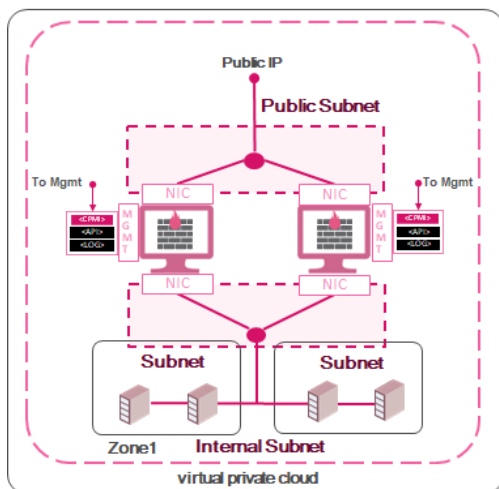 Public IP
Public Subnet
To Mgmt
To Mgmt
NIC
NIC
<CPMI>
<API>
<LOG>
MGMT
MGMT
<CPMI>
<API>
<LOG>
NIC
NIC
Subnet
Subnet
Zone1
Internal Subnet
virtual private cloud